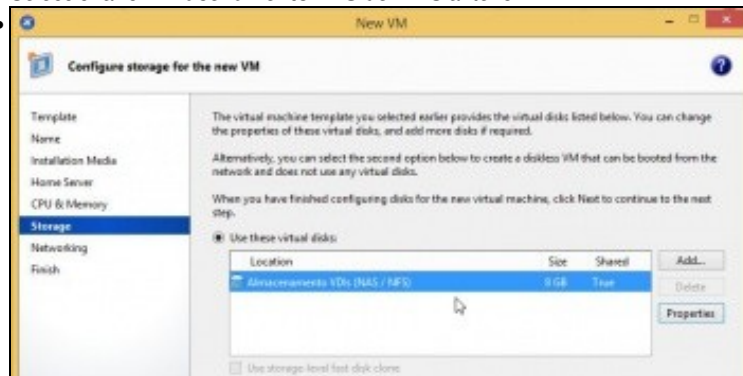 New VM
Configure storage for the new VM
Template
Name
Installation Media
Home Server
CPU & Memory
Storage
Networking
Finish
The virtual machine template you selected earlier provides the virtual disks listed below. You can change
the properties of these virtual disks, and add more disks if required.
Alternatively, you can select the second option below to create a diskless VM that can be booted from the
network and does not use any virtual disks.
When you have finished configuring disks for the new virtual machine, click Next to continue to the next
step.
Use these virtual disks:
Location Size Shared
Almacenamiento VDIs (NAS / NFS) 8 GB True
Add...
Delete
Properties
Use storage-level fast disk clone